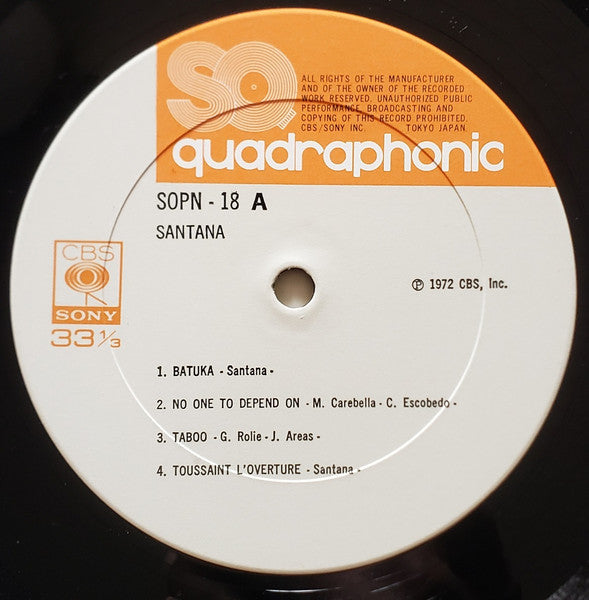 SQ
ALL RIGHTS OF THE MANUFACTURER
AND OF THE OWNER OF THE RECORDED
WORK RESERVED. UNAUTHORIZED PUBLIC
PERFORMANCE, BROADCASTING AND
COPYING OF THIS RECORD PROHIBITED.
CBS/SONY INC. TOKYO JAPAN.
quadraphonic
SOPN - 18 A
SANTANA
CBS
SONY
33 1/3
℗ 1972 CBS, Inc.
1. BATUKA - Santana -
2. NO ONE TO DEPEND ON - M. Carebella - C. Escobedo -
3. TABOO - G. Rolie - J. Areas -
4. TOUSSAINT L'OVERTURE - Santana -